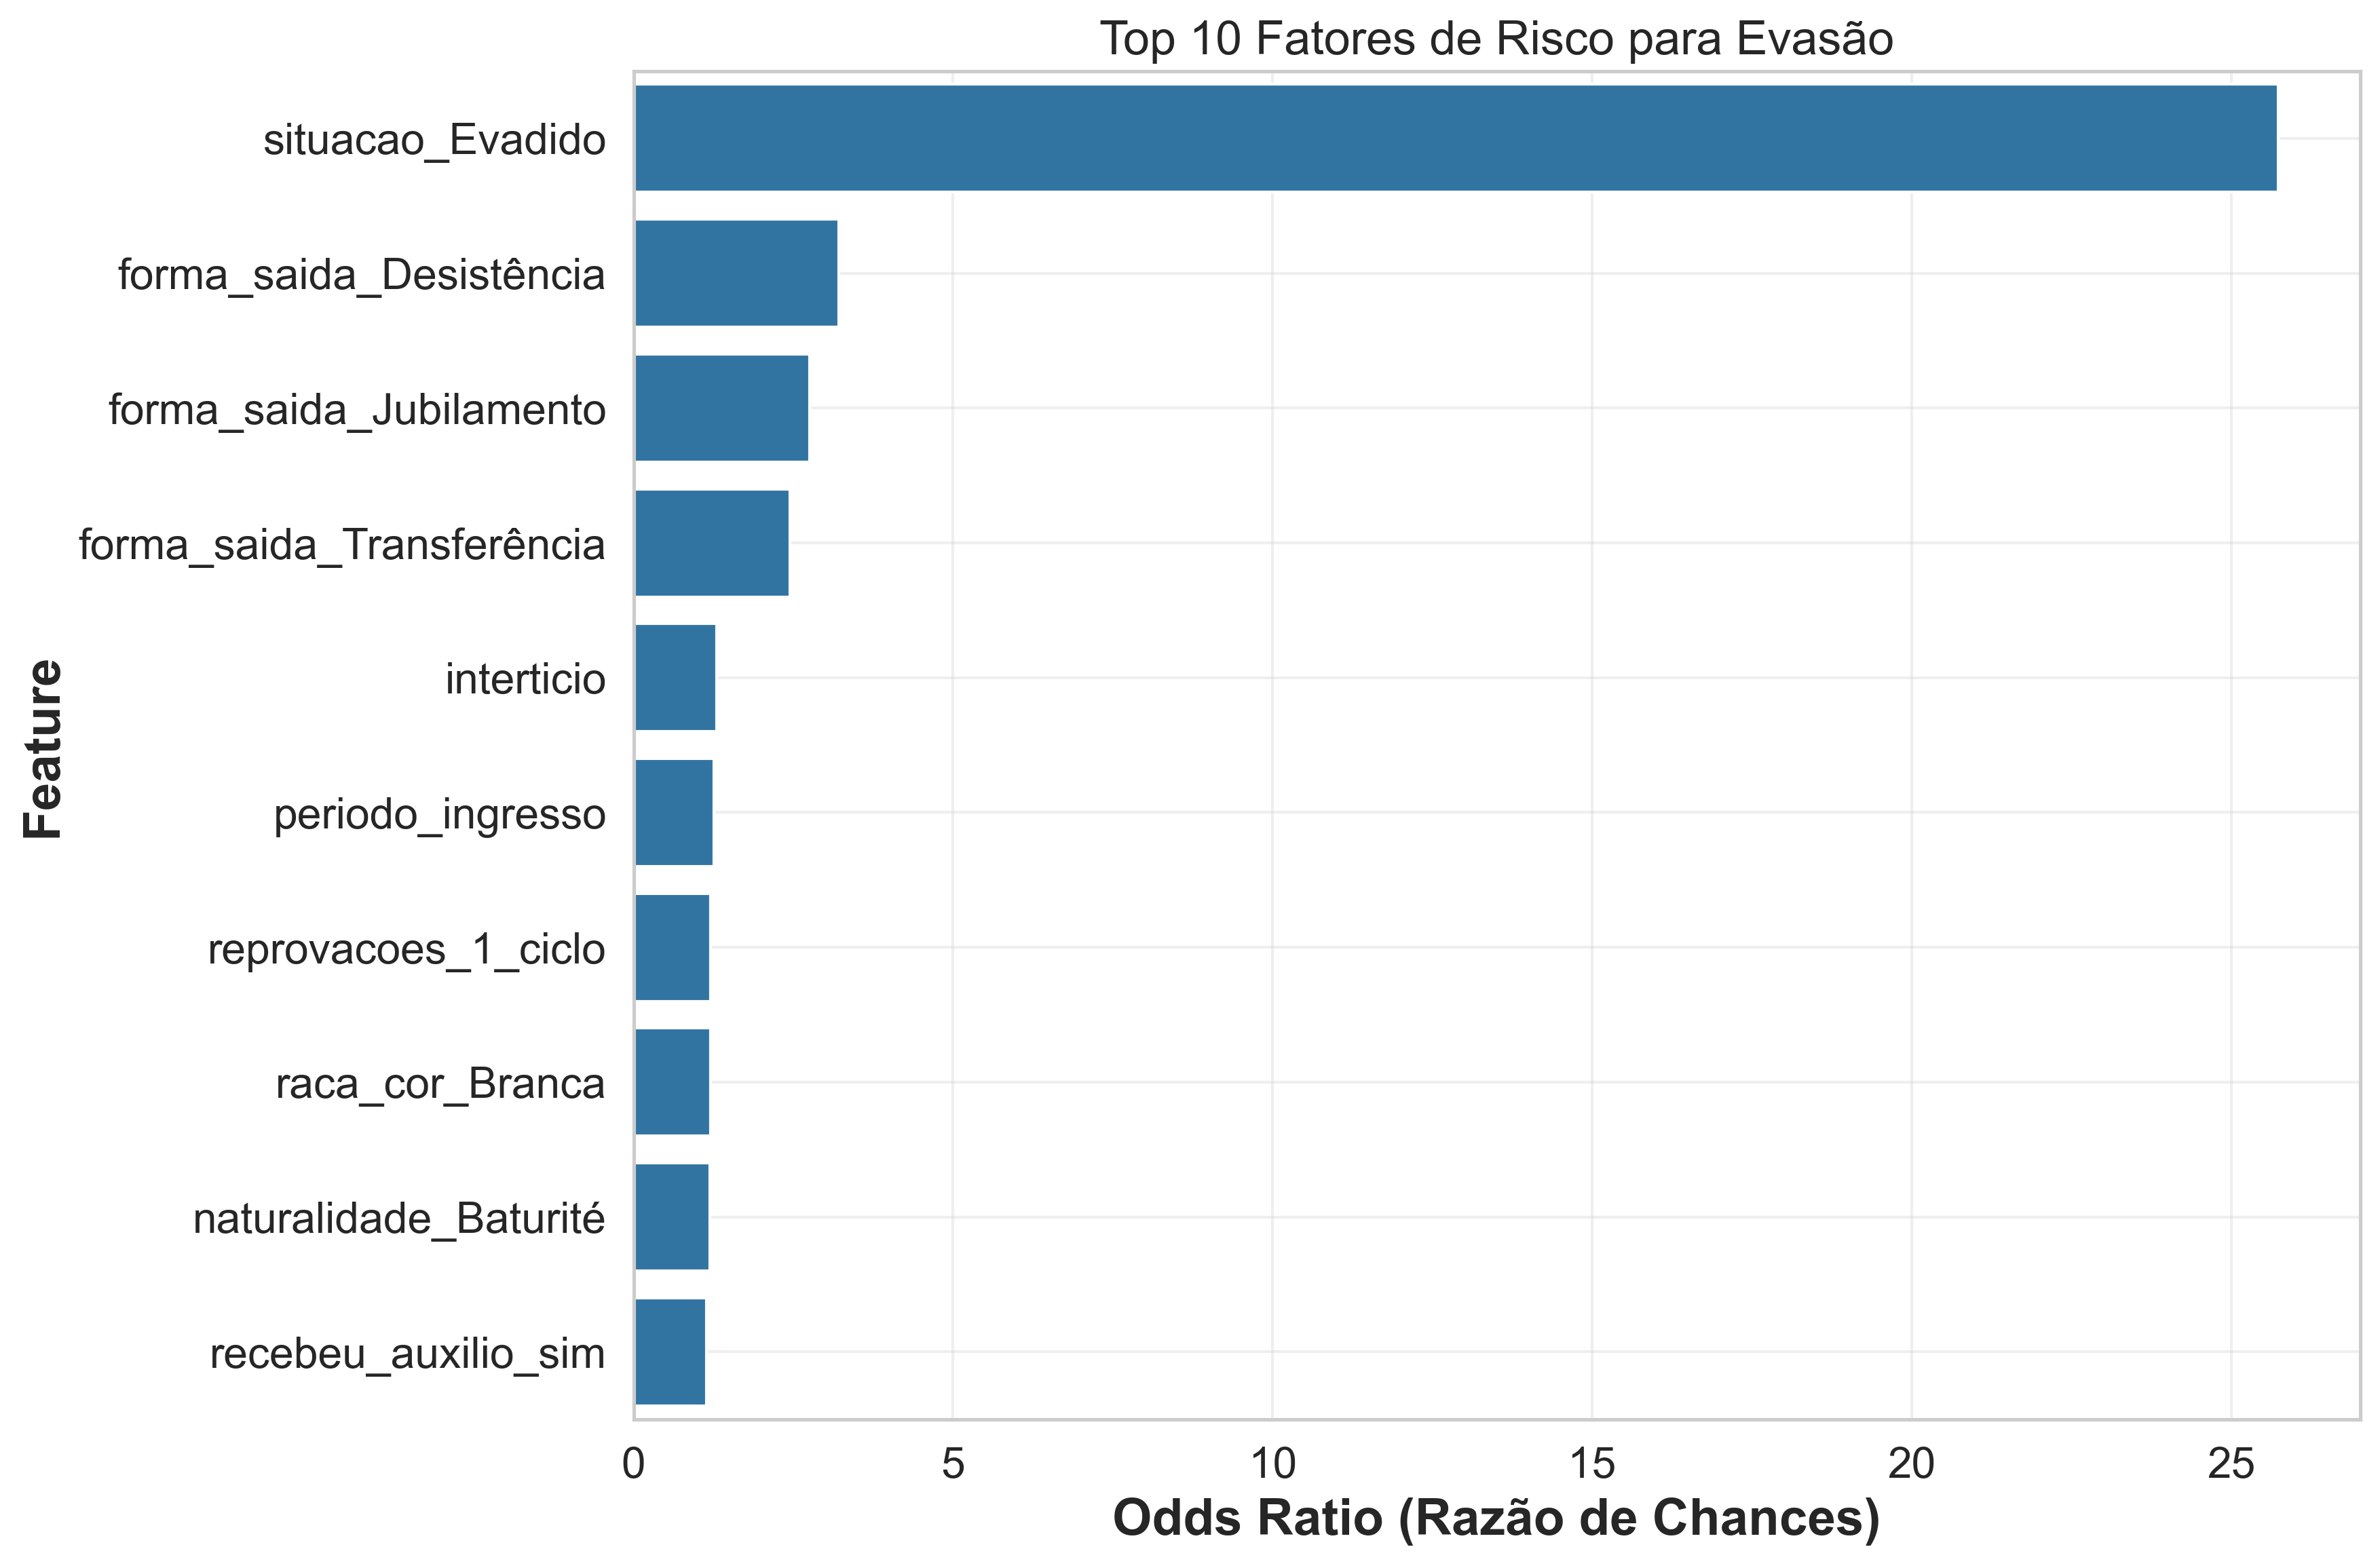 Top 10 Fatores de Risco para Evasão
situacao_Evadido
forma_saida_Desistência
forma_saida_Jubilamento
forma_saida_Transferência
interticio
periodo_ingresso
reprovacoes_1_ciclo
raca_cor_Branca
naturalidade_Baturité
recebeu_auxilio_sim
Feature
0 5 10 15 20 25
Odds Ratio (Razão de Chances)